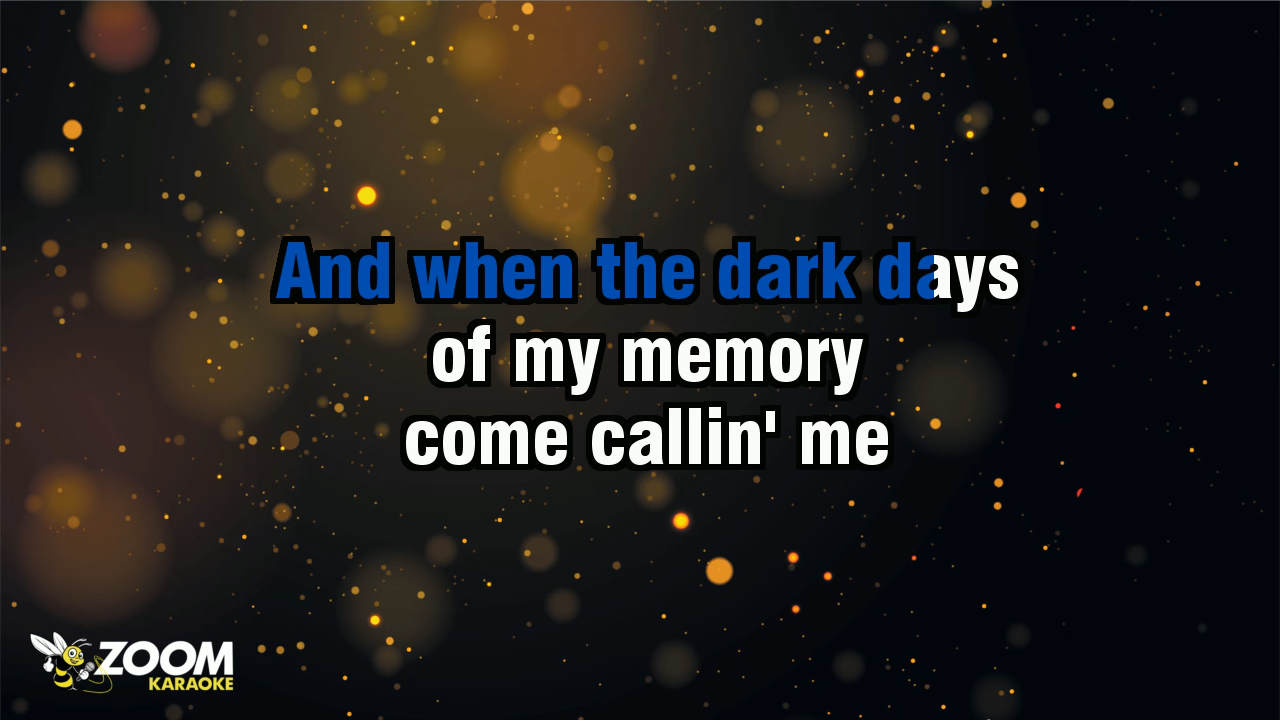 And when the dark days
of my memory
come callin' me
ZOOM
KARAOKE